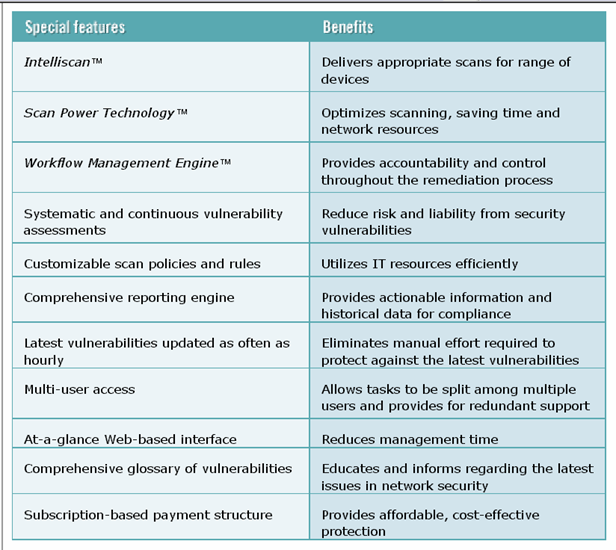 Special features
Benefits
Intelliscan™
Delivers appropriate scans for range of
devices
Scan Power Technology™
Optimizes scanning, saving time and
network resources
Workflow Management Engine™
Provides accountability and control
throughout the remediation process
Systematic and continuous vulnerability
assessments
Reduce risk and liability from security
vulnerabilities
Customizable scan policies and rules
Utilizes IT resources efficiently
Comprehensive reporting engine
Provides actionable information and
historical data for compliance
Latest vulnerabilities updated as often as
hourly
Eliminates manual effort required to
protect against the latest vulnerabilities
Multi-user access
Allows tasks to be split among multiple
users and provides for redundant support
At-a-glance Web-based interface
Reduces management time
Comprehensive glossary of vulnerabilities
Educates and informs regarding the latest
issues in network security
Subscription-based payment structure
Provides affordable, cost-effective
protection